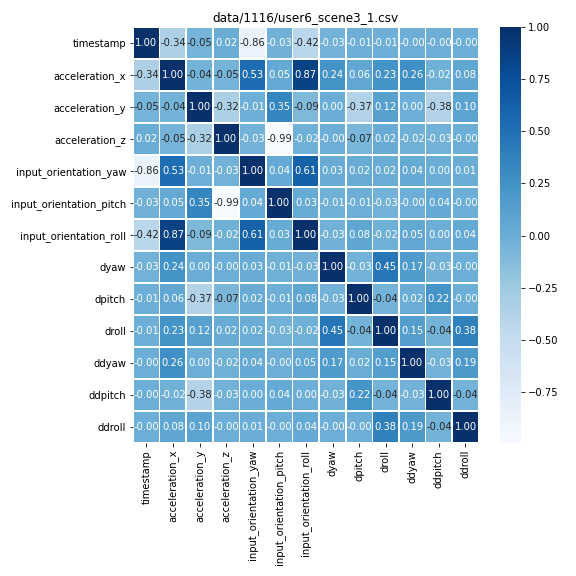 data/1116/user6_scene3_1.csv
timestamp 1.00 -0.34 -0.05 0.02 -0.86 -0.03 -0.42 -0.03 -0.01 -0.01 -0.00 -0.00 -0.00
acceleration_x -0.34 1.00 -0.04 -0.05 0.53 0.05 0.87 0.24 0.06 0.23 0.26 -0.02 0.08
acceleration_y -0.05 -0.04 1.00 -0.32 -0.01 0.35 -0.09 0.00 -0.37 0.12 0.00 -0.38 0.10
acceleration_z 0.02 -0.05 -0.32 1.00 -0.03 -0.99 -0.02 -0.00 -0.07 0.02 -0.02 -0.03 -0.00
input_orientation_yaw -0.86 0.53 -0.01 -0.03 1.00 0.04 0.61 0.03 0.02 0.02 0.04 0.00 0.01
input_orientation_pitch -0.03 0.05 0.35 -0.99 0.04 1.00 0.03 -0.01 -0.01 -0.03 -0.00 0.04 -0.00
input_orientation_roll -0.42 0.87 -0.09 -0.02 0.61 0.03 1.00 -0.03 0.08 -0.02 0.05 0.00 0.04
dyaw -0.03 0.24 0.00 -0.00 0.03 -0.01 -0.03 1.00 -0.03 0.45 0.17 -0.03 -0.00
dpitch -0.01 0.06 -0.37 -0.07 0.02 -0.01 0.08 -0.03 1.00 -0.04 0.02 0.22 -0.00
droll -0.01 0.23 0.12 0.02 0.02 -0.03 -0.02 0.45 -0.04 1.00 0.15 -0.04 0.38
ddyaw -0.00 0.26 0.00 -0.02 0.04 -0.00 0.05 0.17 0.02 0.15 1.00 -0.03 0.19
ddpitch -0.00 -0.02 -0.38 -0.03 0.00 0.04 0.00 -0.03 0.22 -0.04 -0.03 1.00 -0.04
ddroll -0.00 0.08 0.10 -0.00 0.01 -0.00 0.04 -0.00 -0.00 0.38 0.19 -0.04 1.00
timestamp
acceleration_x
acceleration_y
acceleration_z
input_orientation_yaw
input_orientation_pitch
input_orientation_roll
dyaw
dpitch
droll
ddyaw
ddpitch
ddroll
1.00
0.75
0.50
0.25
0.00
-0.25
-0.50
-0.75